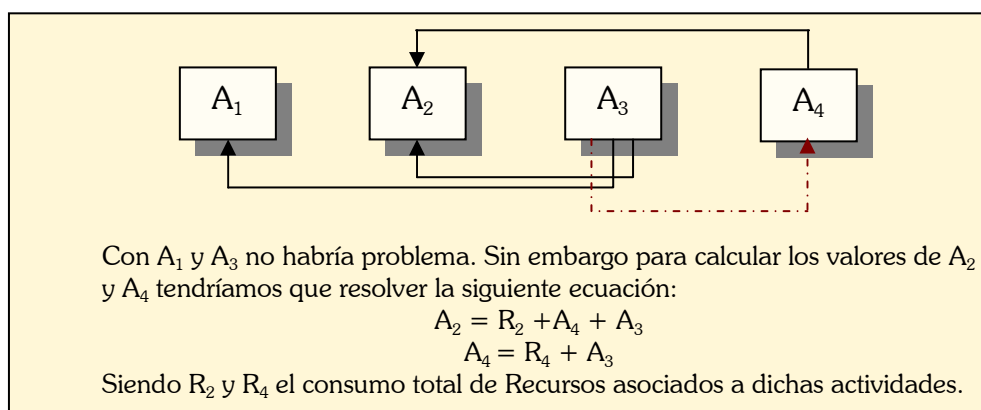 A₁ A₂ A₃ A₄
Con A₁ y A₃ no habría problema. Sin embargo para calcular los valores de A₂
y A₄ tendríamos que resolver la siguiente ecuación:
A₂ = R₂ +A₄ + A₃
A₄ = R₄ + A₃
Siendo R₂ y R₄ el consumo total de Recursos asociados a dichas actividades.